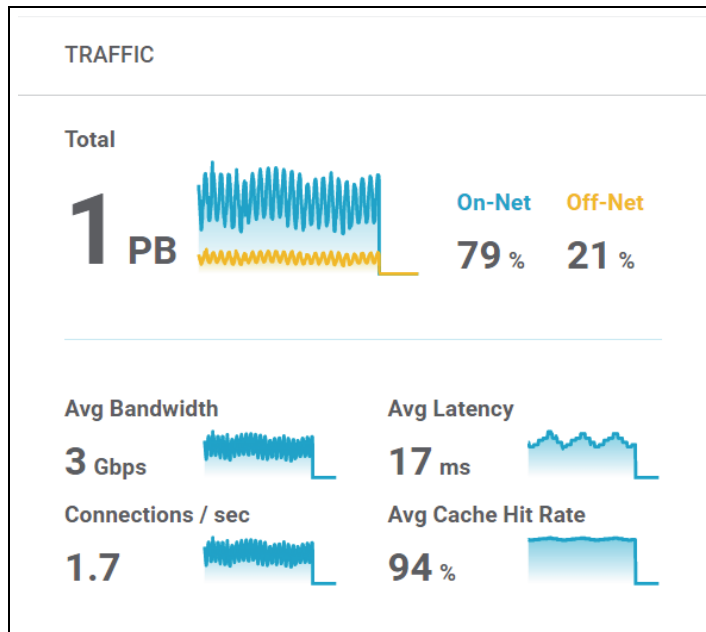 TRAFFIC
Total
1 PB
On-Net Off-Net
79 % 21 %
Avg Bandwidth
3 Gbps
Avg Latency
17 ms
Connections / sec
1.7
Avg Cache Hit Rate
94 %